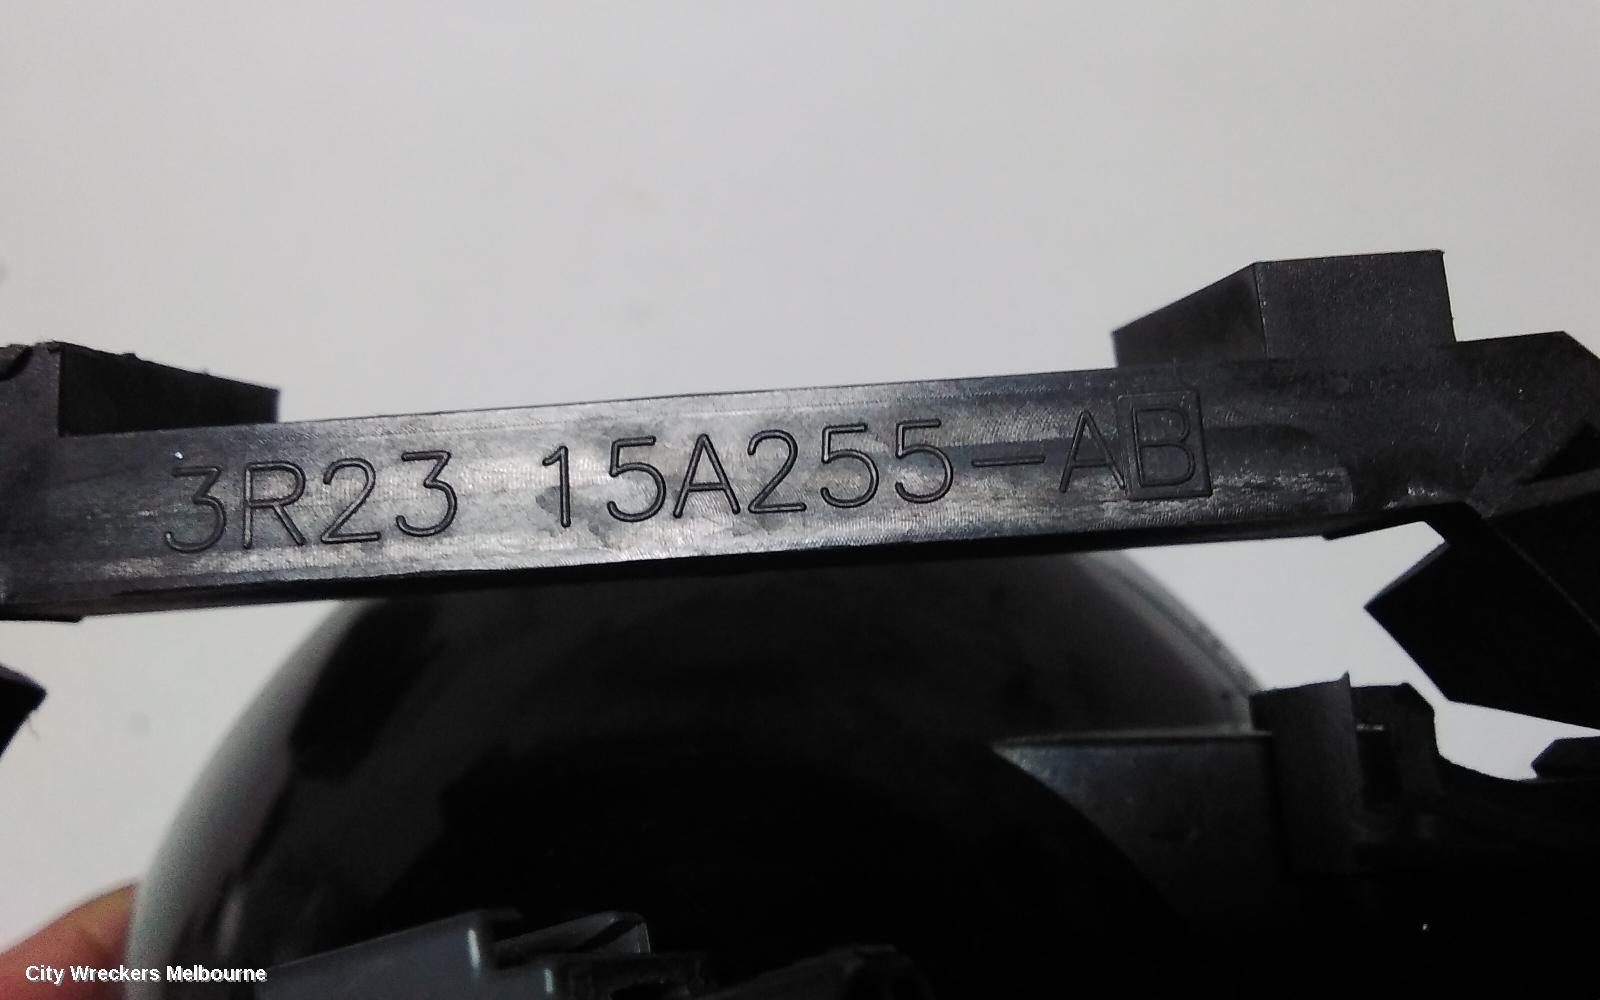 3R23 15A255-AB
City Wreckers Melbourne